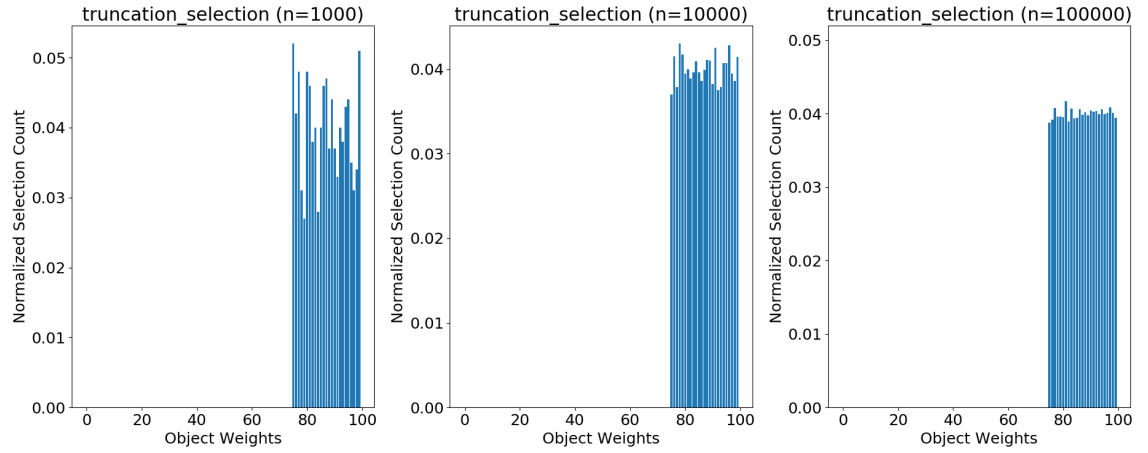 truncation_selection (n=1000)
Normalized Selection Count
0.05
0.04
0.03
0.02
0.01
0.00
0 20 40 60 80 100
Object Weights
truncation_selection (n=10000)
Normalized Selection Count
0.04
0.03
0.02
0.01
0.00
0 20 40 60 80 100
Object Weights
truncation_selection (n=100000)
Normalized Selection Count
0.05
0.04
0.03
0.02
0.01
0.00
0 20 40 60 80 100
Object Weights